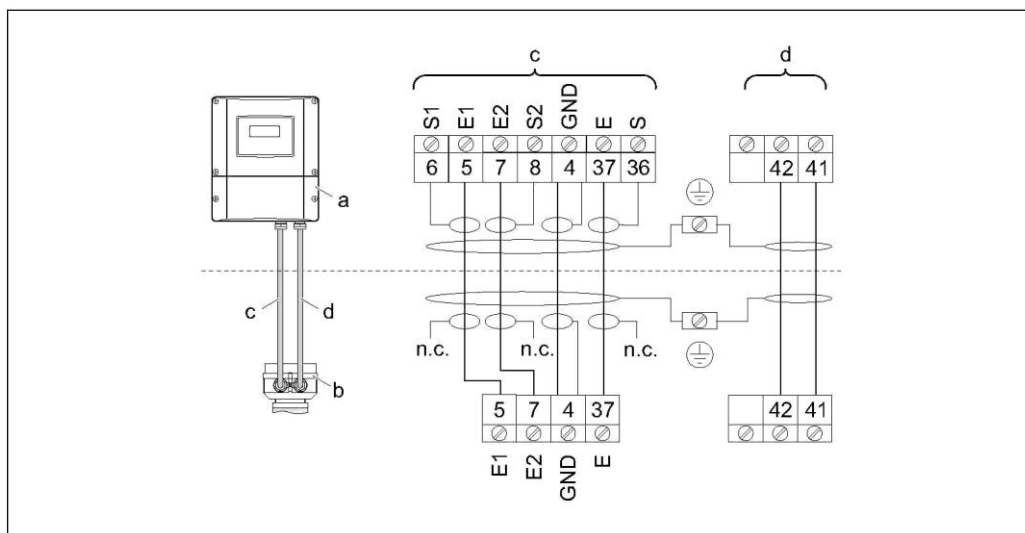 c
d
S1 E1 E2 S2 GND E S
6 5 7 8 4 37 36
42 41
a
c
d
n.c. n.c. n.c.
b
5 7 4 37
42 41
E1 E2 GND E